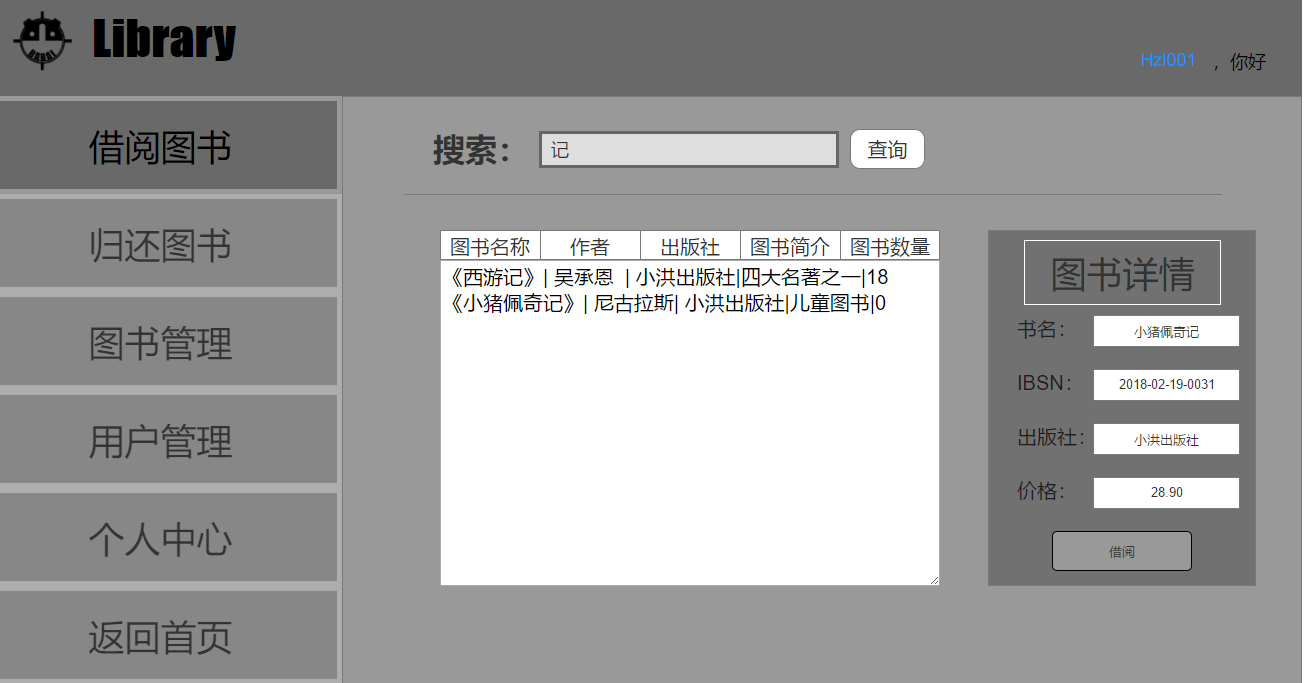 Library
Hzl001 ，你好
借阅图书
归还图书
图书管理
用户管理
个人中心
返回首页
搜索： 记 查询
图书名称 作者 出版社 图书简介 图书数量
《西游记》| 吴承恩 | 小洪出版社|四大名著之一|18
《小猪佩奇记》| 尼古拉斯| 小洪出版社|儿童图书|0
图书详情
书名： 小猪佩奇记
IBSN： 2018-02-19-0031
出版社： 小洪出版社
价格： 28.90
借阅